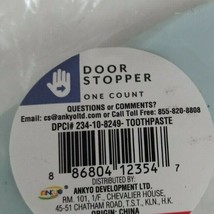 DOOR
STOPPER
ONE COUNT
QUESTIONS or COMMENTS?
Email: cs@ankyoltd.com or Call Toll Free: 855-820-8808
DPCI# 234-10-8249- TOOTHPASTE
8 86804 12354 7
DISTRIBUTED BY:
ANKYO DEVELOPMENT LTD.
RM. 101, 1/F., CHEVALIER HOUSE,
45-51 CHATHAM ROAD, T.S.T., KLN., H.K.
ORIGIN: CHINA